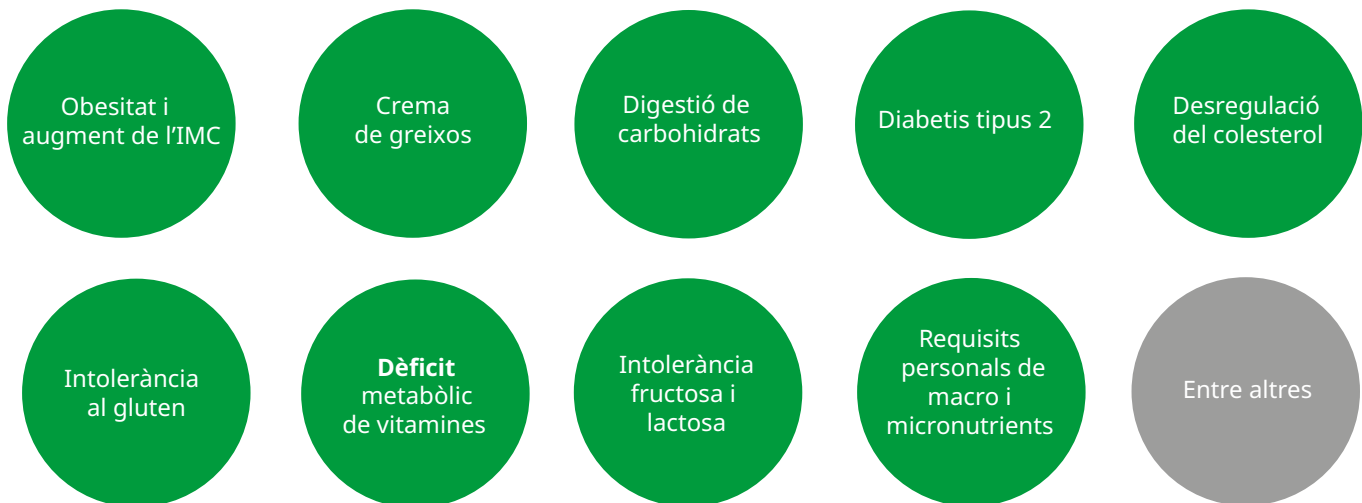 Obesitat i
augment de l’IMC
Crema
de greixos
Digestió de
carbohidrats
Diabetis tipus 2
Desregulació
del colesterol
Intolerància
al gluten
Dèficit
metabòlic
de vitamines
Intolerància
fructosa i
lactosa
Requisits
personals de
macro i
micronutrients
Entre altres